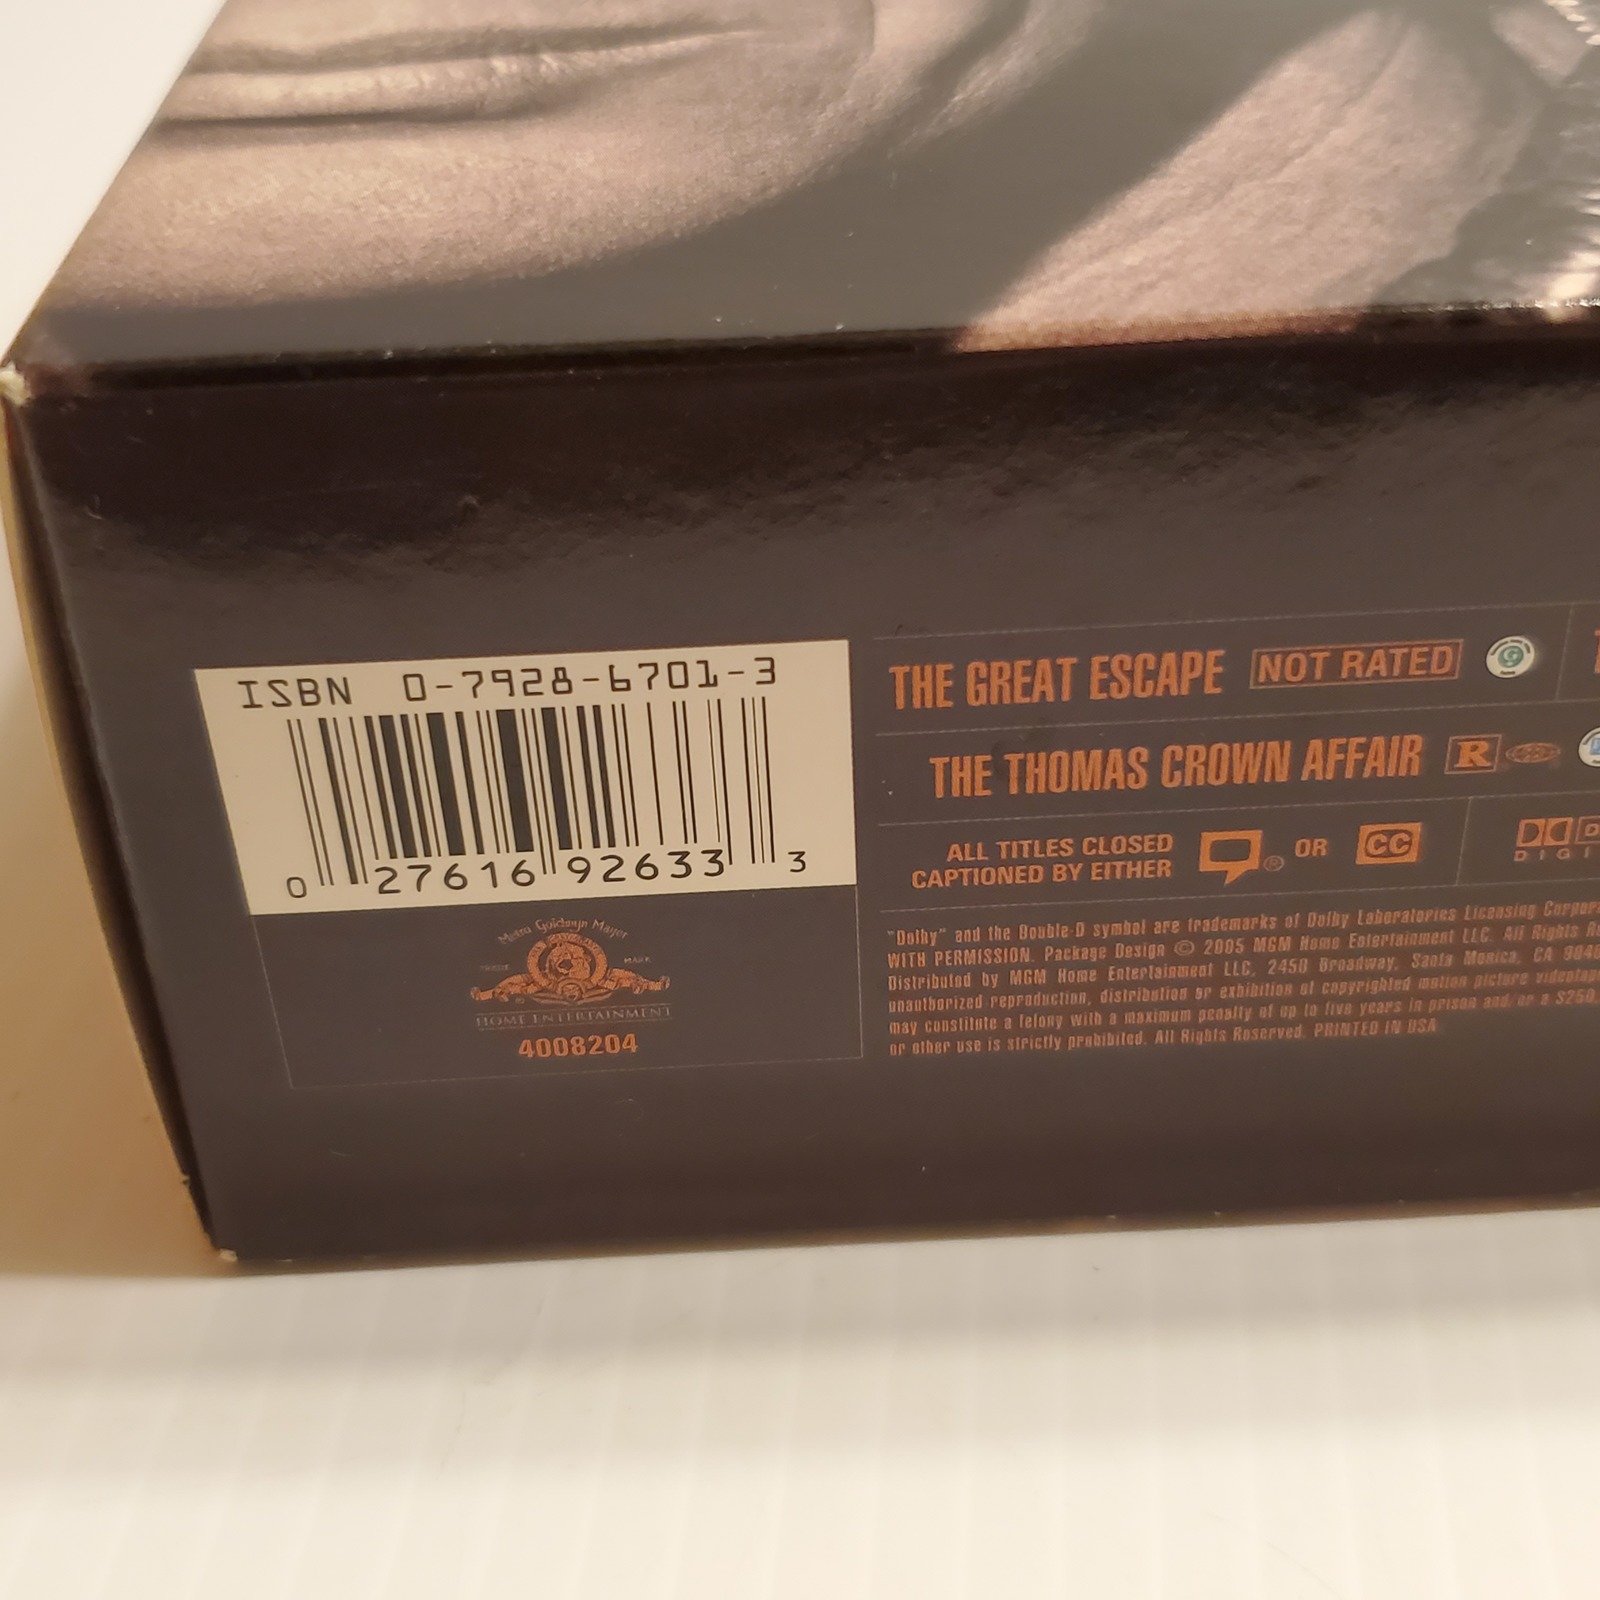 ISBN 0-7928-6701-3
0 27616 92633 3
Metro Goldwyn Mayer
TRADE MARK
HOME ENTERTAINMENT
4008204
THE GREAT ESCAPE NOT RATED
THE THOMAS CROWN AFFAIR R
ALL TITLES CLOSED
CAPTIONED BY EITHER
® OR CC
"Dolby" and the Double-D symbol are trademarks of Dolby Laboratories Licensing
WITH PERMISSION. Package Design © 2005 MGM Home Entertainment LLC. All Rights
Distributed by MGM Home Entertainment LLC, 2450 Broadway, Santa Monica, CA
unauthorized reproduction, distribution or exhibition of copyrighted motion picture
may constitute a felony with a maximum penalty of up to five years in prison and/or a $250,
or other use is strictly prohibited. All Rights Reserved. PRINTED IN USA